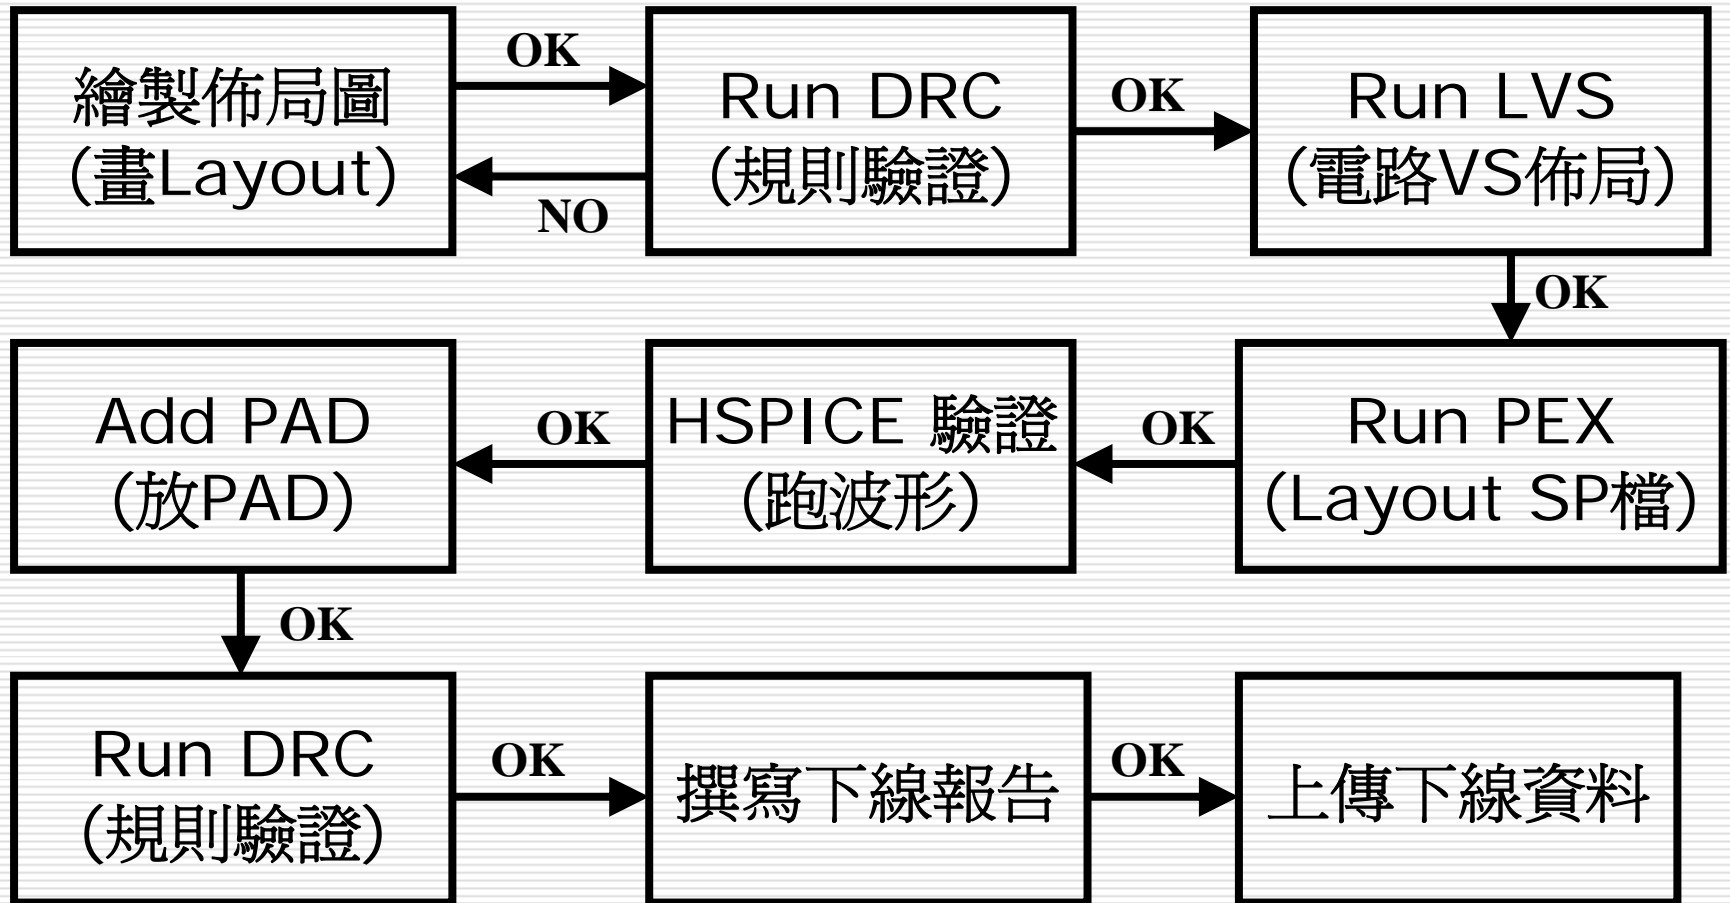 繪製佈局圖
(畫Layout)
OK
NO
Run DRC
(規則驗證)
OK
Run LVS
(電路VS佈局)
OK
Run PEX
(Layout SP檔)
OK
HSPICE 驗證
(跑波形)
OK
Add PAD
(放PAD)
OK
Run DRC
(規則驗證)
OK
撰寫下線報告
OK
上傳下線資料